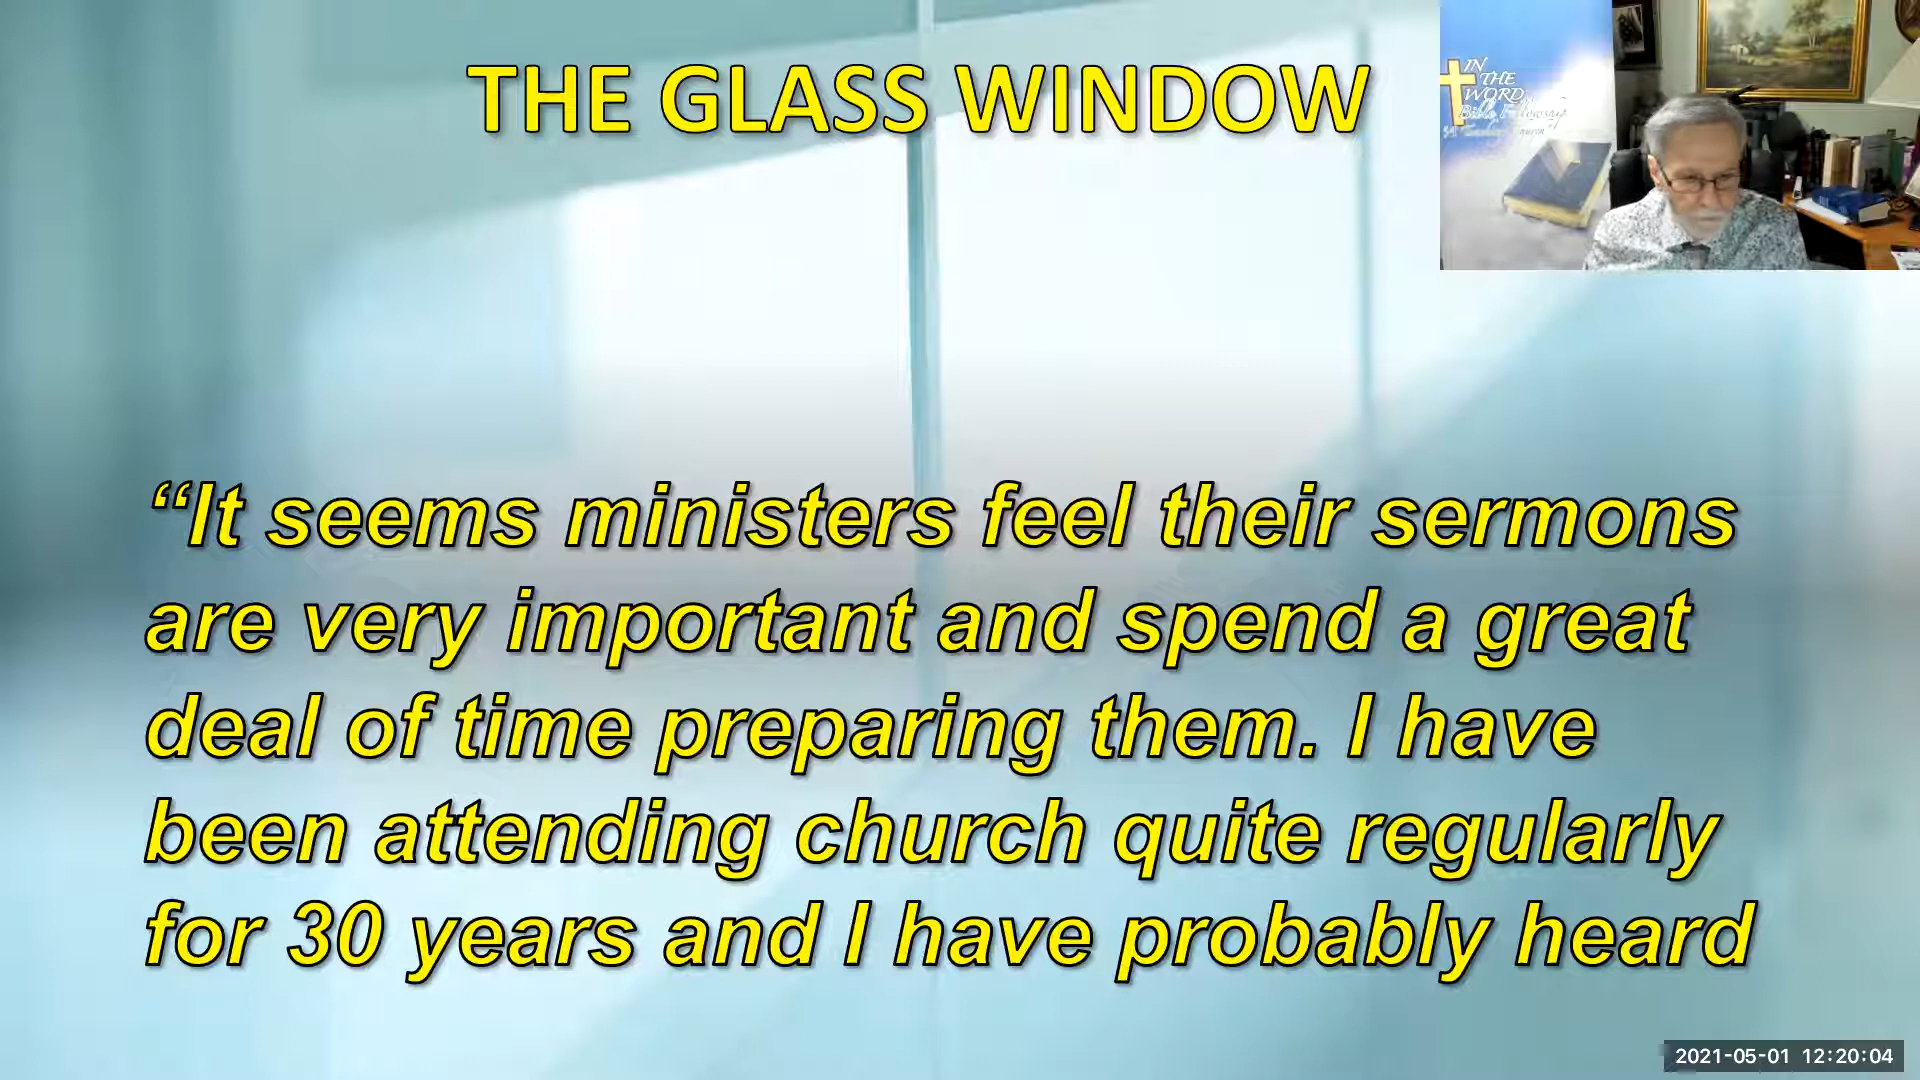 THE GLASS WINDOW
IN
THE
WORD
Bible Fellowship
“It seems ministers feel their sermons
are very important and spend a great
deal of time preparing them. I have
been attending church quite regularly
for 30 years and I have probably heard
2021-05-01 12:20:04